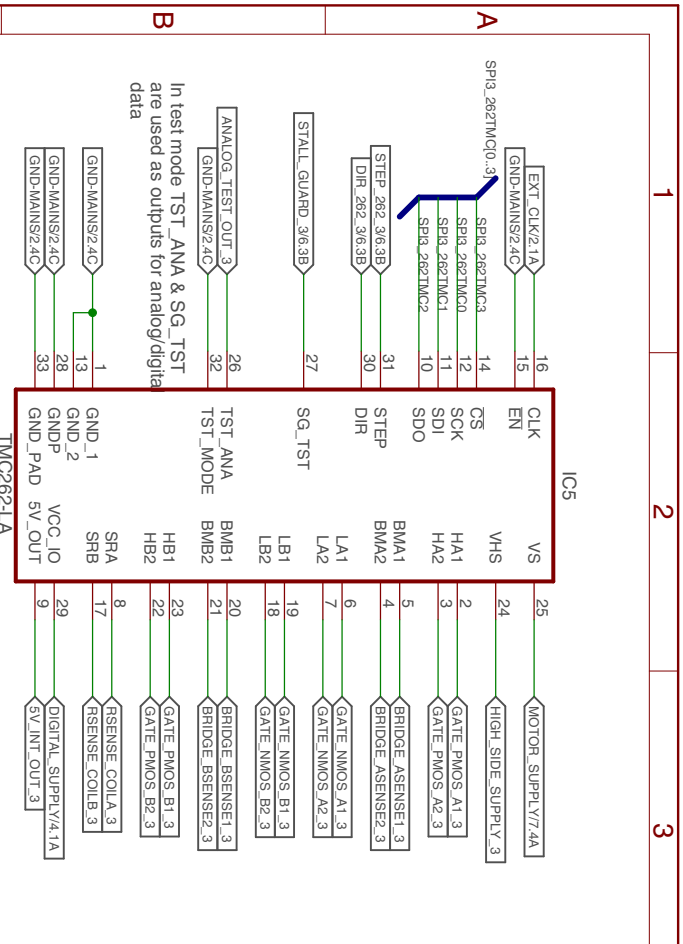 1
2
3
A
B
SPI3_262TMC[0..3]
EXT_CLK/2.1A
GND-MAINS/2.4C
SPI3_262TMC3
SPI3_262TMC0
SPI3_262TMC1
SPI3_262TMC2
STEP_262_3/6.3B
DIR_262_3/6.3B
STALL_GUARD_3/6.3B
ANALOG_TEST_OUT_3
GND-MAINS/2.4C
In test mode TST_ANA & SG_TST
are used as outputs for analog/digital
data
GND-MAINS/2.4C
GND-MAINS/2.4C
GND-MAINS/2.4C
16
15
14
12
11
10
31
30
27
26
32
1
13
28
33
IC5
CLK
EN
CS
SCK
SDI
SDO
STEP
DIR
SG_TST
TST_ANA
TST_MODE
GND_1
GND_2
GNDP
GND_PAD
VS
VHS
HA1
HA2
BMA1
BMA2
LA1
LA2
LB1
LB2
BMB1
BMB2
HB1
HB2
SRA
SRB
VCC_IO
5V_OUT
TMC262-LA
25
24
2
3
5
4
6
7
19
18
20
21
23
22
8
17
29
9
MOTOR_SUPPLY/7.4A
HIGH_SIDE_SUPPLY_3
GATE_PMOS_A1_3
GATE_PMOS_A2_3
BRIDGE_ASENSE1_3
BRIDGE_ASENSE2_3
GATE_NMOS_A1_3
GATE_NMOS_A2_3
GATE_NMOS_B1_3
GATE_NMOS_B2_3
BRIDGE_BSENSE1_3
BRIDGE_BSENSE2_3
GATE_PMOS_B1_3
GATE_PMOS_B2_3
RSENSE_COILA_3
RSENSE_COILB_3
DIGITAL_SUPPLY/4.1A
5V_INT_OUT_3